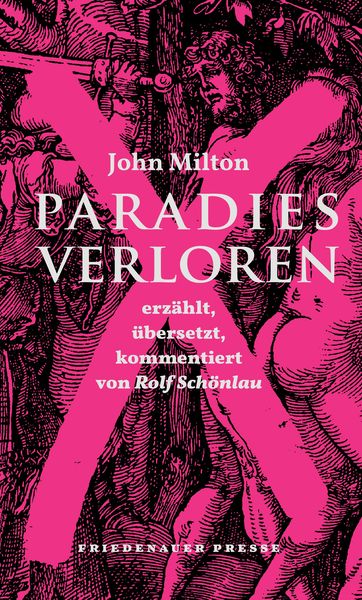 John Milton
PARADIES
VERLOREN
erzählt,
übersetzt,
kommentiert
von Rolf Schönlau
FRIEDENAUER PRESSE